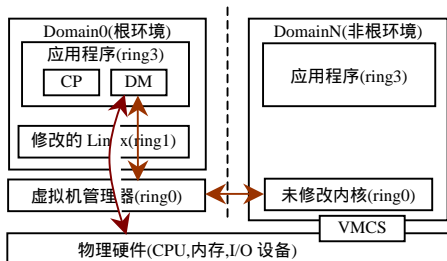 Domain0(根环境)
应用程序(ring3)
CP
DM
修改的 Linux(ring1)
虚拟机管理器(ring0)
DomainN(非根环境)
应用程序(ring3)
未修改内核(ring0)
VMCS
物理硬件(CPU,内存,I/O 设备)